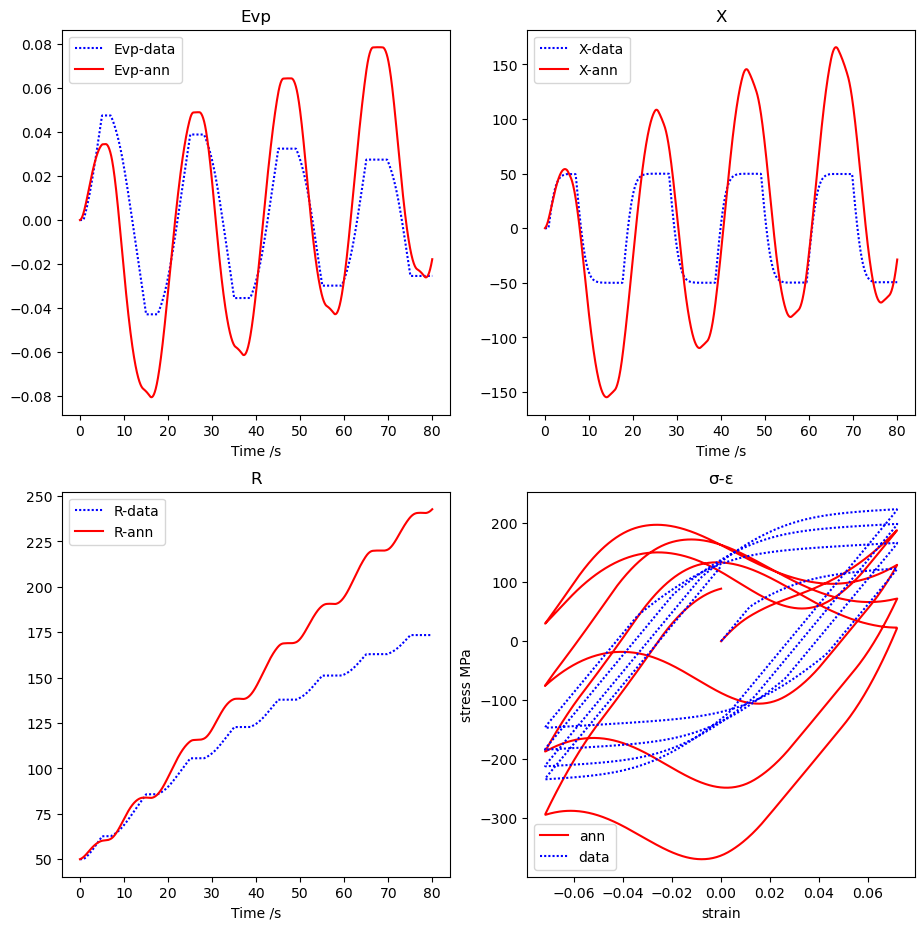 Evp
Evp-data
Evp-ann
0.08
0.06
0.04
0.02
0.00
−0.02
−0.04
−0.06
−0.08
0 10 20 30 40 50 60 70 80
Time /s
X
X-data
X-ann
150
100
50
0
−50
−100
−150
0 10 20 30 40 50 60 70 80
Time /s
R
R-data
R-ann
250
225
200
175
150
125
100
75
50
0 10 20 30 40 50 60 70 80
Time /s
σ-ε
stress MPa
200
100
0
−100
−200
−300
ann
data
−0.06 −0.04 −0.02 0.00 0.02 0.04 0.06
strain